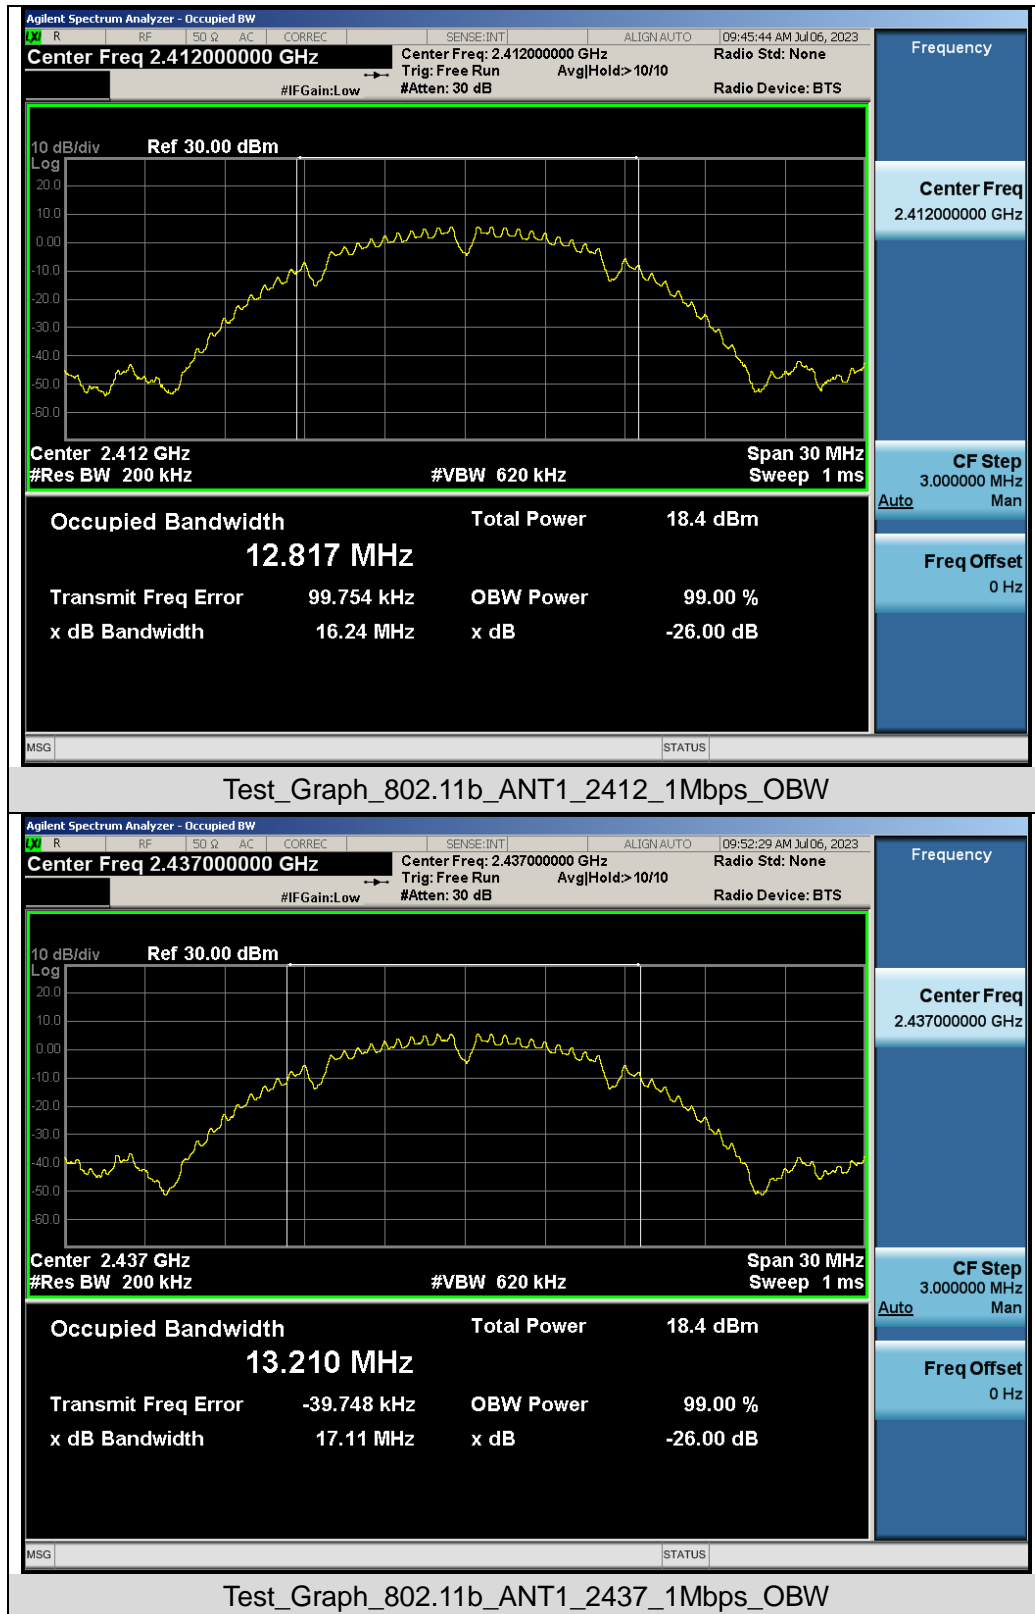 Agilent Spectrum Analyzer - Occupied BW
LXI R RF 50 Ω AC CORREC SENSE:INT ALIGN AUTO 09:45:44 AM Jul 06, 2023
Center Freq 2.412000000 GHz Center Freq: 2.412000000 GHz Radio Std: None Frequency
Trig: Free Run Avg|Hold:>10/10
#IFGain:Low #Atten: 30 dB Radio Device: BTS
10 dB/div Ref 30.00 dBm
Log
20.0
10.0
0.00
-10.0
-20.0
-30.0
-40.0
-50.0
-60.0
Center Freq
2.412000000 GHz
Center 2.412 GHz Span 30 MHz
#Res BW 200 kHz #VBW 620 kHz Sweep 1 ms
CF Step
3.000000 MHz
Auto Man
Occupied Bandwidth Total Power 18.4 dBm
12.817 MHz
Freq Offset
0 Hz
Transmit Freq Error 99.754 kHz OBW Power 99.00 %
x dB Bandwidth 16.24 MHz x dB -26.00 dB
MSG STATUS
Test_Graph_802.11b_ANT1_2412_1Mbps_OBW
Agilent Spectrum Analyzer - Occupied BW
LXI R RF 50 Ω AC CORREC SENSE:INT ALIGN AUTO 09:52:29 AM Jul 06, 2023
Center Freq 2.437000000 GHz Center Freq: 2.437000000 GHz Radio Std: None Frequency
Trig: Free Run Avg|Hold:>10/10
#IFGain:Low #Atten: 30 dB Radio Device: BTS
10 dB/div Ref 30.00 dBm
Log
20.0
10.0
0.00
-10.0
-20.0
-30.0
-40.0
-50.0
-60.0
Center Freq
2.437000000 GHz
Center 2.437 GHz Span 30 MHz
#Res BW 200 kHz #VBW 620 kHz Sweep 1 ms
CF Step
3.000000 MHz
Auto Man
Occupied Bandwidth Total Power 18.4 dBm
13.210 MHz
Freq Offset
0 Hz
Transmit Freq Error -39.748 kHz OBW Power 99.00 %
x dB Bandwidth 17.11 MHz x dB -26.00 dB
MSG STATUS
Test_Graph_802.11b_ANT1_2437_1Mbps_OBW